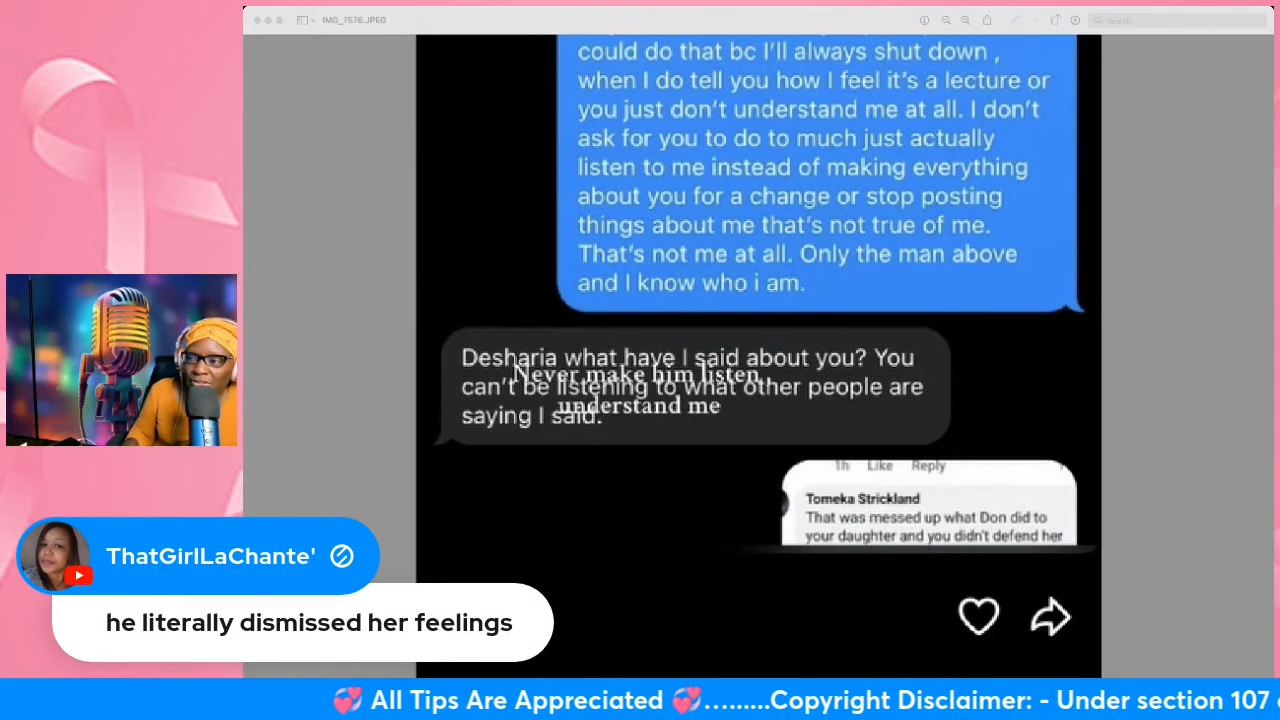 IMG_7576.JPEG
Search
could do that bc I'll always shut down ,
when I do tell you how I feel it's a lecture or
you just don't understand me at all. I don't
ask for you to do to much just actually
listen to me instead of making everything
about you for a change or stop posting
things about me that's not true of me.
That's not me at all. Only the man above
and I know who i am.
Desharia what have I said about you? You
can't be listening to what other people are
saying I said.
Never make him listen
understand me
1h Like Reply
Tomeka Strickland
That was messed up what Don did to
your daughter and you didn't defend her
ThatGirlLaChante'
he literally dismissed her feelings
All Tips Are Appreciated 💞.........Copyright Disclaimer: - Under section 107